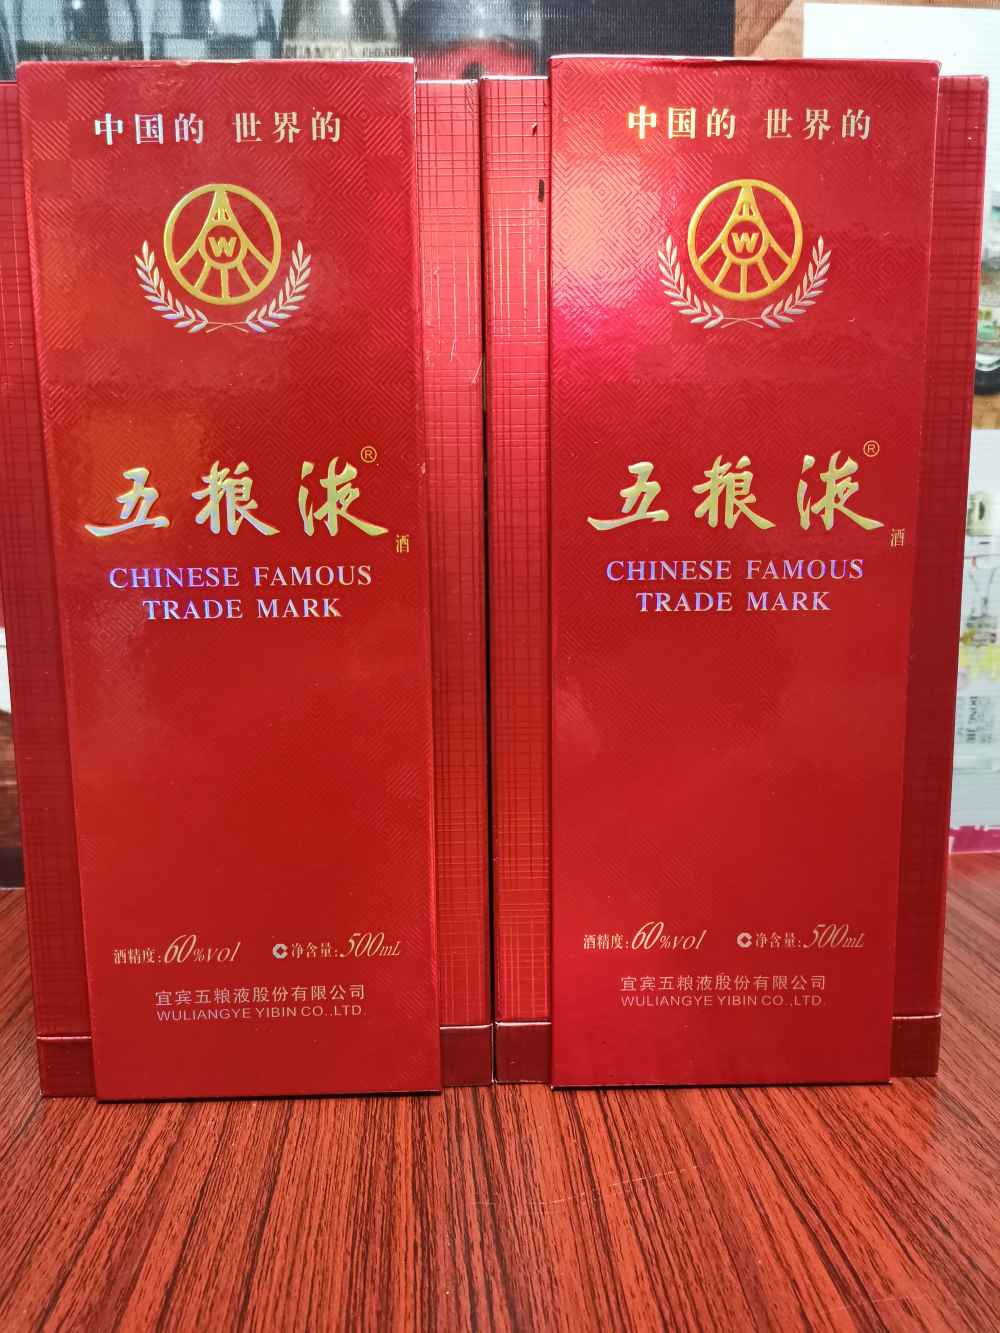 中国的 世界的
W
五粮液®
酒
CHINESE FAMOUS
TRADE MARK
酒精度:60%vol
C净含量:500mL
宜宾五粮液股份有限公司
WULIANGYE YIBIN CO.,LTD.
中国的 世界的
W
五粮液®
酒
CHINESE FAMOUS
TRADE MARK
酒精度:60%vol
C净含量:500mL
宜宾五粮液股份有限公司
WULIANGYE YIBIN CO.,LTD.